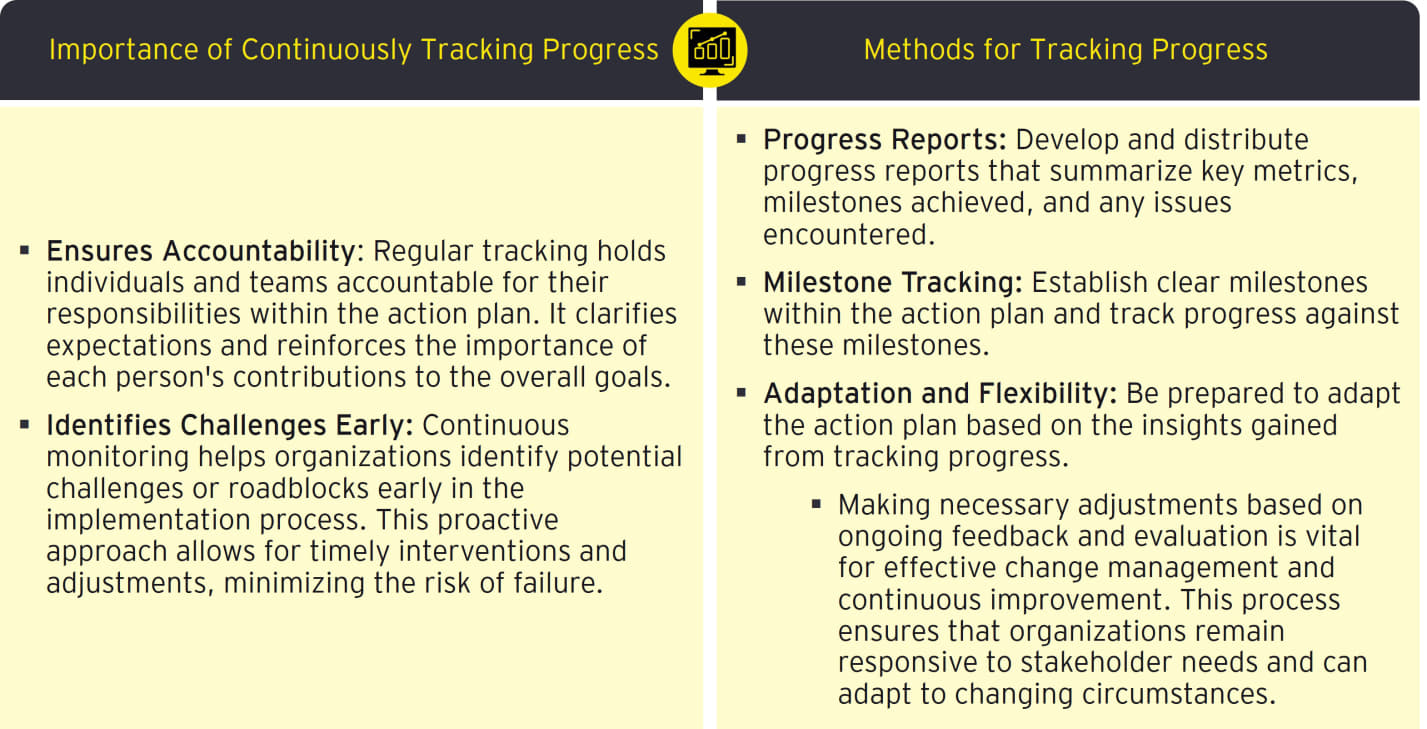 Importance of Continuously Tracking Progress
Methods for Tracking Progress
▪ Ensures Accountability: Regular tracking holds
individuals and teams accountable for their
responsibilities within the action plan. It clarifies
expectations and reinforces the importance of
each person's contributions to the overall goals.
▪ Identifies Challenges Early: Continuous
monitoring helps organizations identify potential
challenges or roadblocks early in the
implementation process. This proactive
approach allows for timely interventions and
adjustments, minimizing the risk of failure.
▪ Progress Reports: Develop and distribute
progress reports that summarize key metrics,
milestones achieved, and any issues
encountered.
▪ Milestone Tracking: Establish clear milestones
within the action plan and track progress against
these milestones.
▪ Adaptation and Flexibility: Be prepared to adapt
the action plan based on the insights gained
from tracking progress.
▪ Making necessary adjustments based on
ongoing feedback and evaluation is vital
for effective change management and
continuous improvement. This process
ensures that organizations remain
responsive to stakeholder needs and can
adapt to changing circumstances.